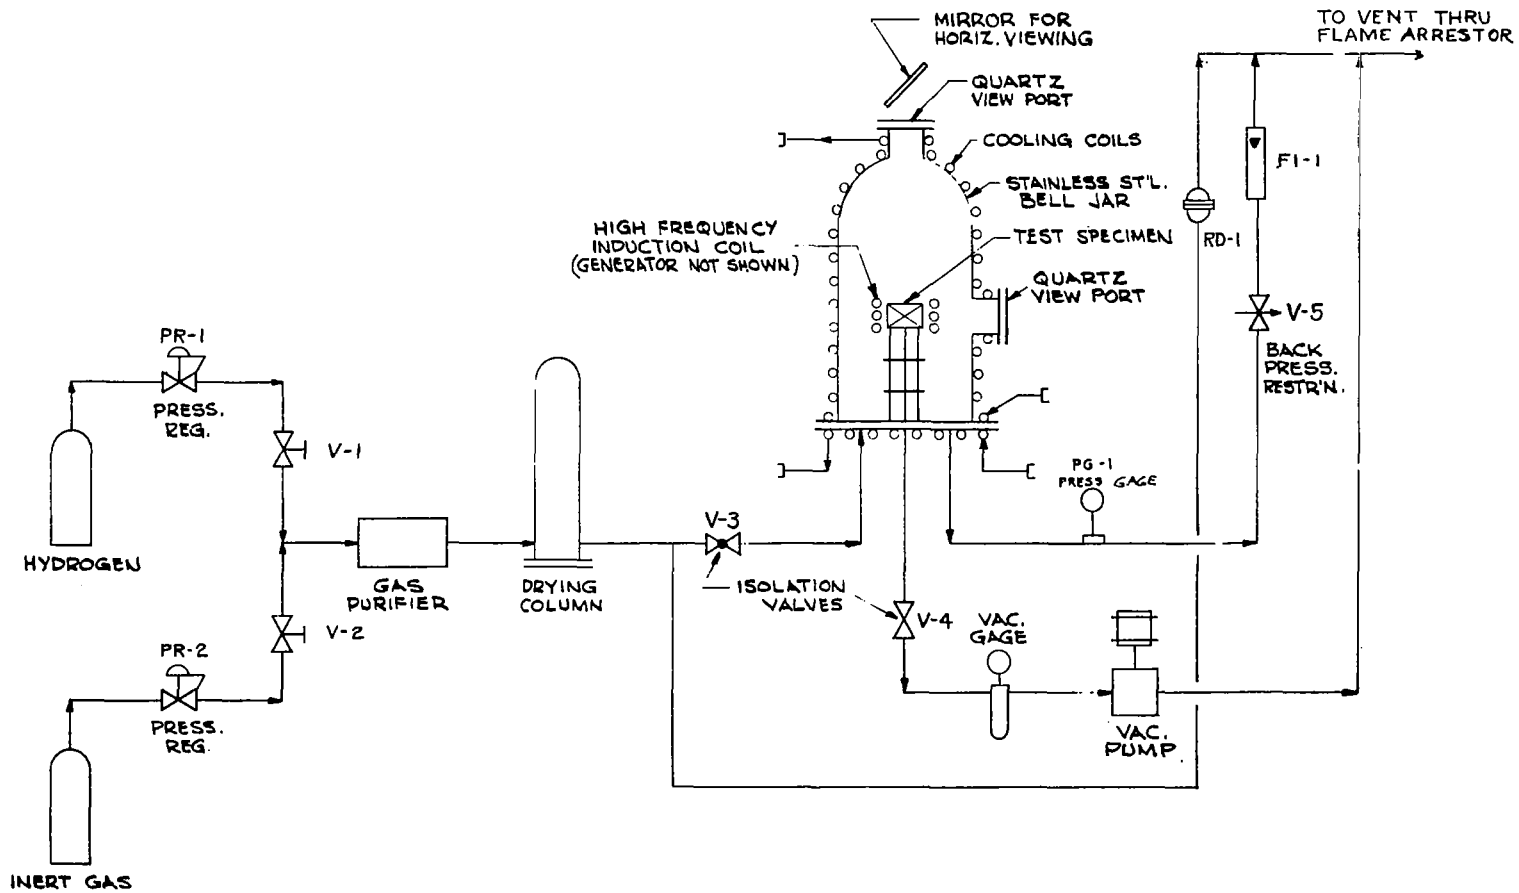 TO VENT THRU
FLAME ARRESTOR
MIRROR FOR
HORIZ. VIEWING
QUARTZ
VIEW PORT
COOLING COILS
FI-1
STAINLESS ST'L.
BELL JAR
HIGH FREQUENCY
INDUCTION COIL
(GENERATOR NOT SHOWN)
TEST SPECIMEN
RD-1
QUARTZ
VIEW PORT
V-5
BACK
PRESS.
RESTR'N.
PR-1
PRESS.
REG.
V-1
HYDROGEN
PG-1
PRESS GAGE
V-3
GAS
PURIFIER
DRYING
COLUMN
ISOLATION
VALVES
V-4
VAC.
GAGE
V-2
PR-2
PRESS.
REG.
VAC.
PUMP.
INERT GAS